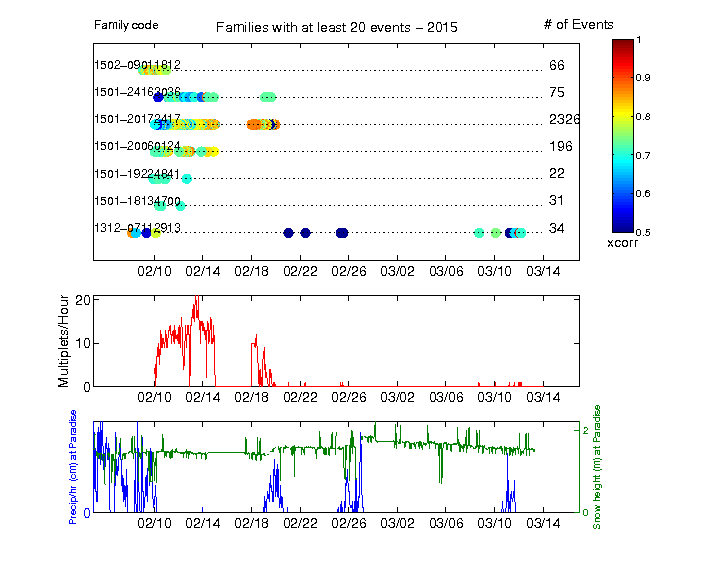 Family code
Families with at least 20 events – 2015
# of Events
1502–09011812
66
1501–24163036
75
1501–20172417
2326
1501–20060124
196
1501–19224841
22
1501–18134700
31
1312–07112913
34
02/10 02/14 02/18 02/22 02/26 03/02 03/06 03/10 03/14
1
0.9
0.8
0.7
0.6
0.5
xcorr
Multiplets/Hour
20
10
0
02/10 02/14 02/18 02/22 02/26 03/02 03/06 03/10 03/14
Precip/hr (cm) at Paradise
0
2
0
Snow height (m) at Paradise
02/10 02/14 02/18 02/22 02/26 03/02 03/06 03/10 03/14